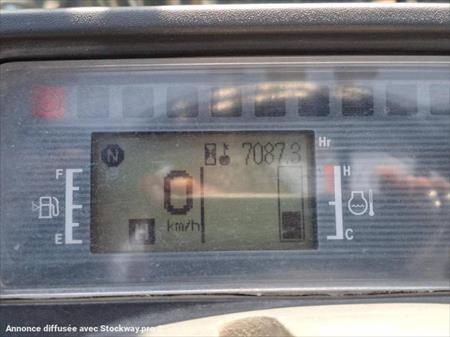 N 7087.3 Hr
F H
0
km/h
E C
Annonce diffusée avec Stockway.pro